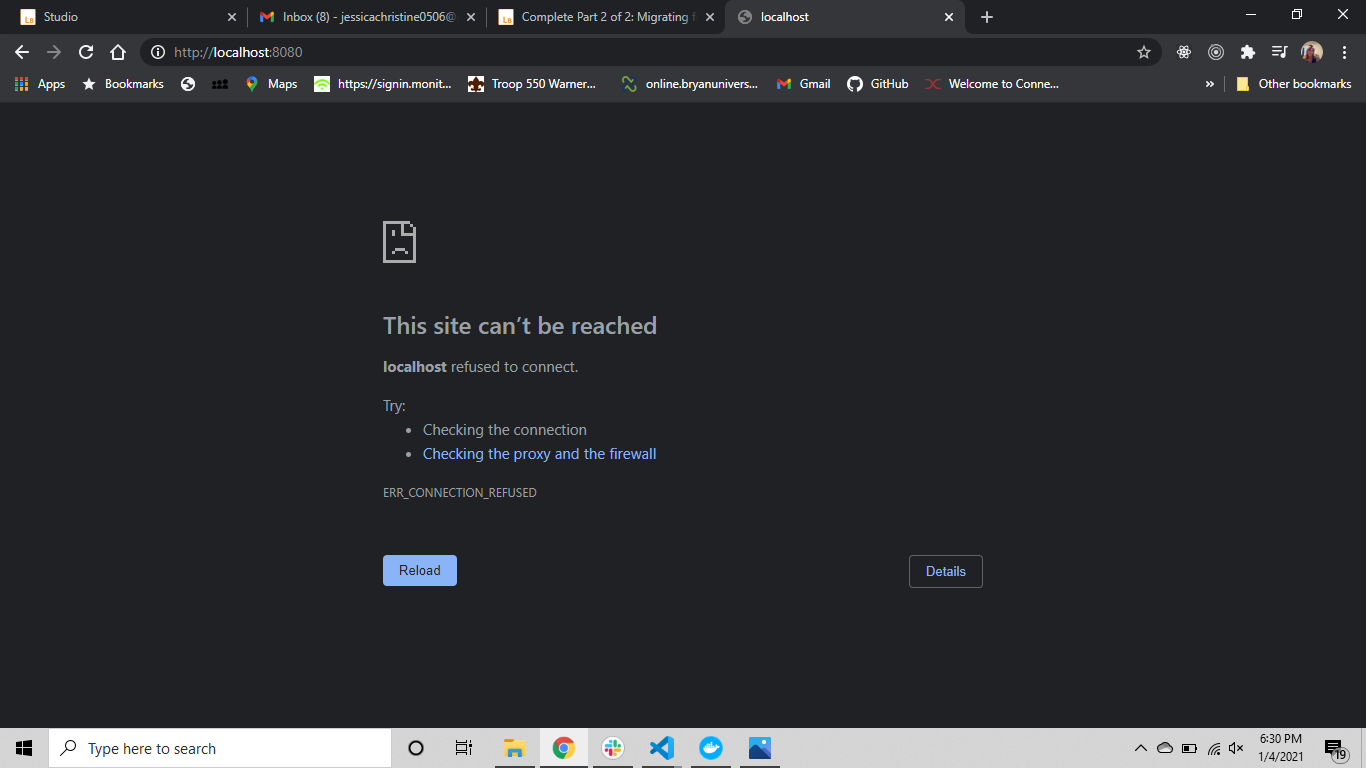 Studio
Inbox (8) - jessicachristine0506@
Complete Part 2 of 2: Migrating f
localhost
http://localhost:8080
Apps
Bookmarks
Maps
https://signin.monit...
Troop 550 Warner...
online.bryanunivers...
Gmail
GitHub
Welcome to Conne...
»
Other bookmarks
This site can't be reached
localhost refused to connect.
Try:
• Checking the connection
• Checking the proxy and the firewall
ERR_CONNECTION_REFUSED
Reload
Details
Type here to search
6:30 PM
1/4/2021
19